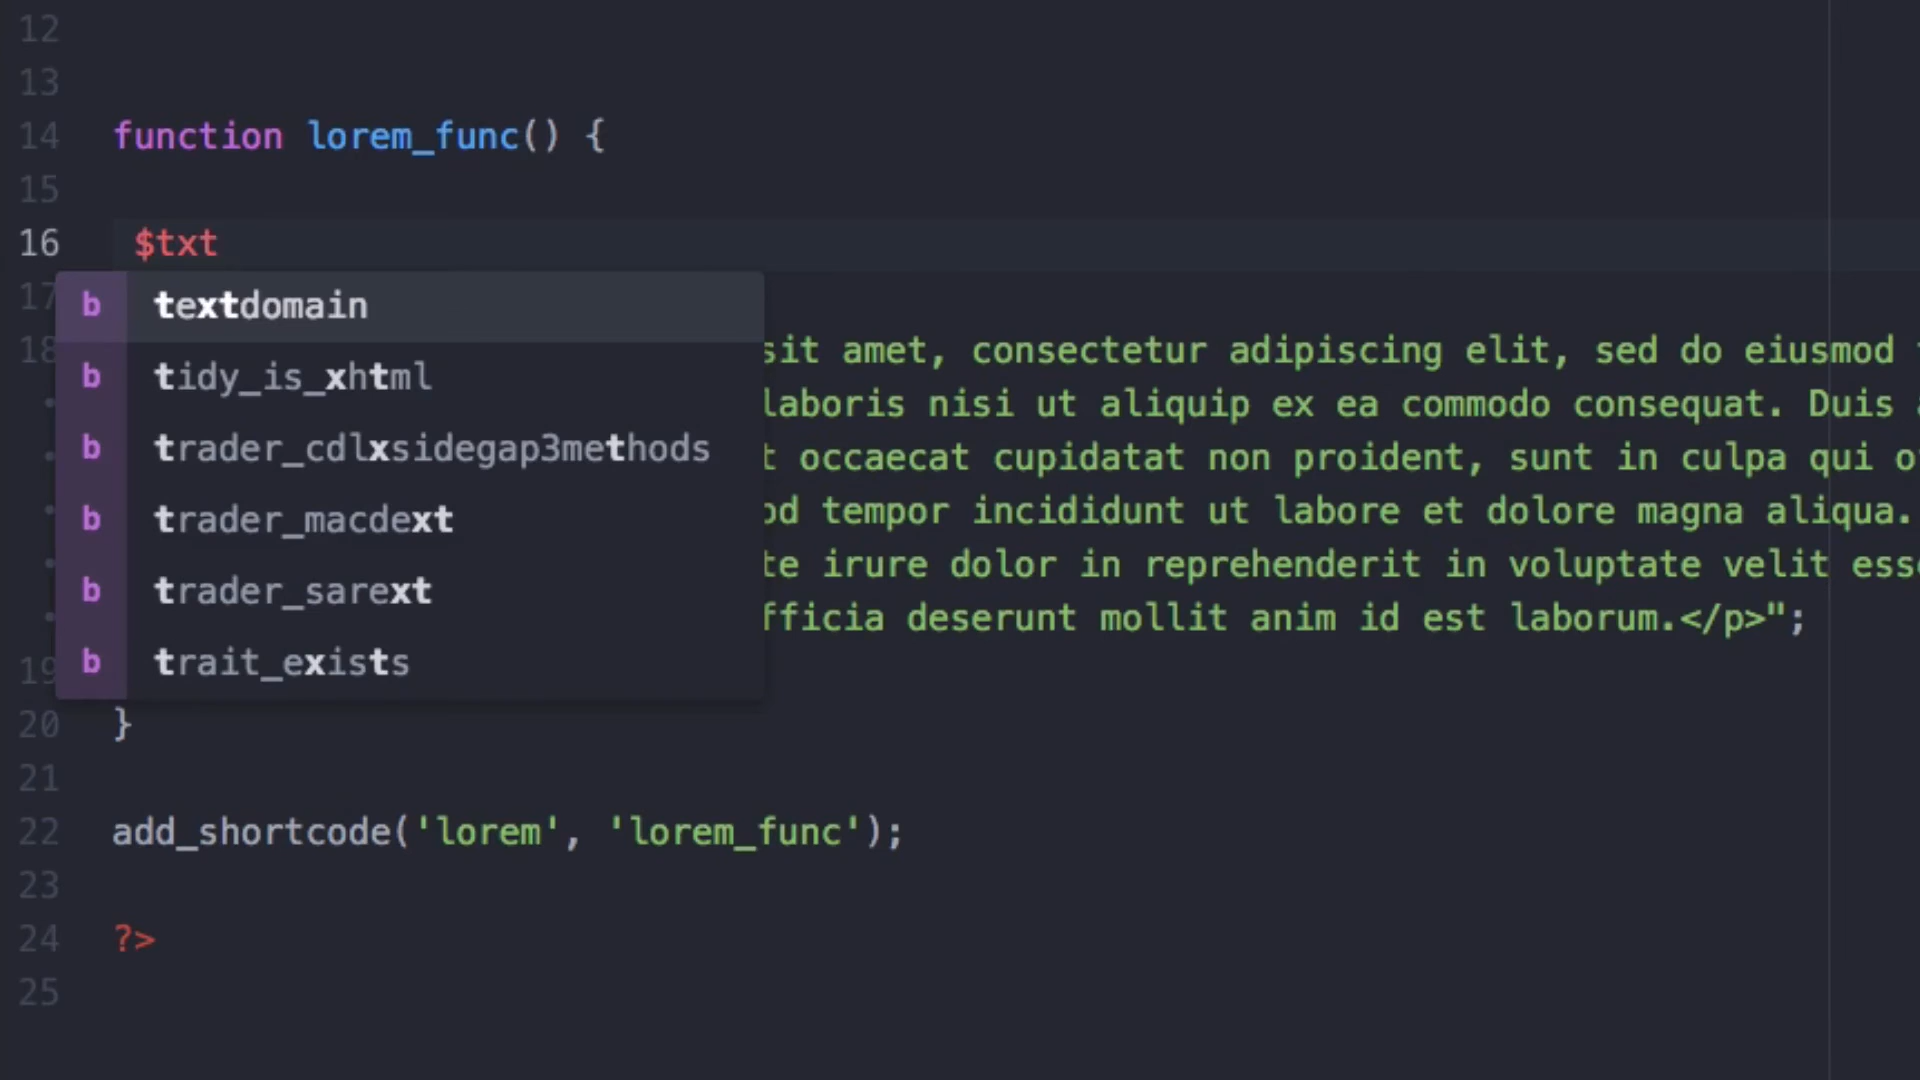 12
13
14 function lorem_func() {
15
16 $txt
17 textdomain
18 sit amet, consectetur adipiscing elit, sed do eiusmod
b tidy_is_xhtml
laboris nisi ut aliquip ex ea commodo consequat. Duis
b trader_cdlxsidegap3methods
occaecat cupidatat non proident, sunt in culpa qui
b trader_macdext
tempor incididunt ut labore et dolore magna aliqua.
b trader_sarext
irure dolor in reprehenderit in voluptate velit
deserunt mollit anim id est laborum.</p>";
19 b trait_exists
20 }
21
22 add_shortcode('lorem', 'lorem_func');
23
24 ?>
25